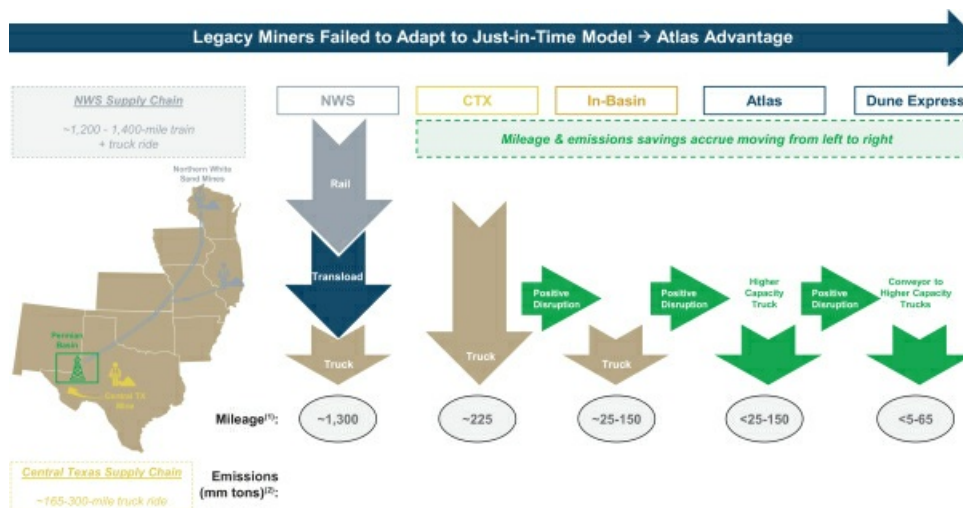 Legacy Miners Failed to Adapt to Just-in-Time Model → Atlas Advantage
NWS Supply Chain
~1,200 - 1,400-mile train
+ truck ride
NWS
CTX
In-Basin
Atlas
Dune Express
Mileage & emissions savings accrue moving from left to right
Northern White
Sand Mines
Rail
Transload
Truck
Truck
Positive
Disruption
Truck
Positive
Disruption
Higher
Capacity
Truck
Positive
Disruption
Conveyor to
Higher Capacity
Trucks
Permian
Basin
Central TX
Mine
Mileage(1):
~1,300
~225
~25-150
<25-150
<5-65
Central Texas Supply Chain
~165-300-mile truck ride
Emissions
(mm tons)(2):